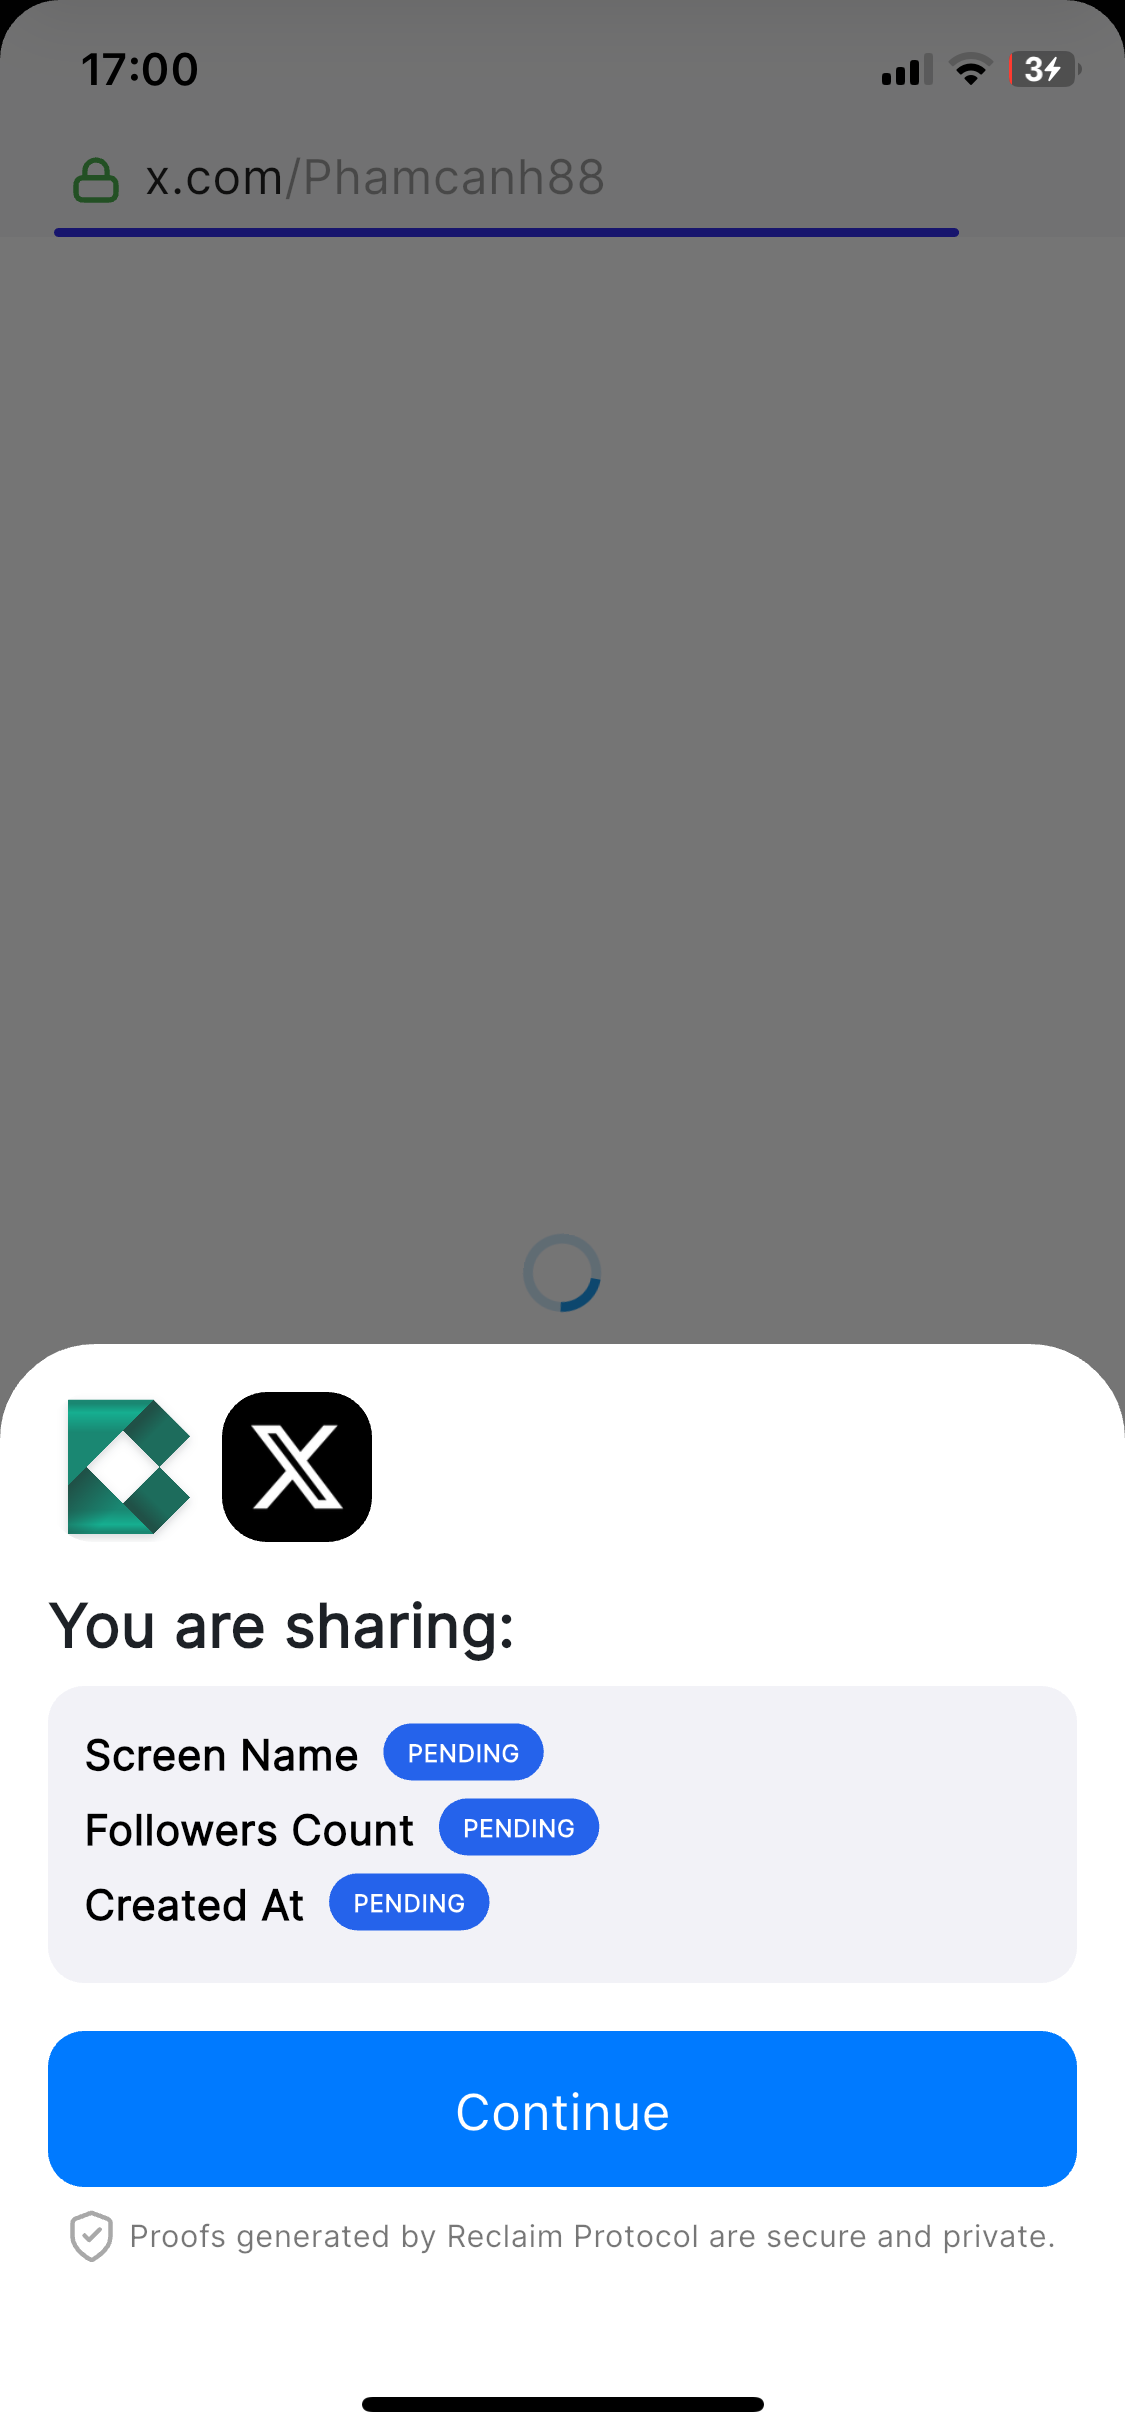 17:00
3
x.com/Phamcanh88
You are sharing:
Screen Name PENDING
Followers Count PENDING
Created At PENDING
Continue
Proofs generated by Reclaim Protocol are secure and private.